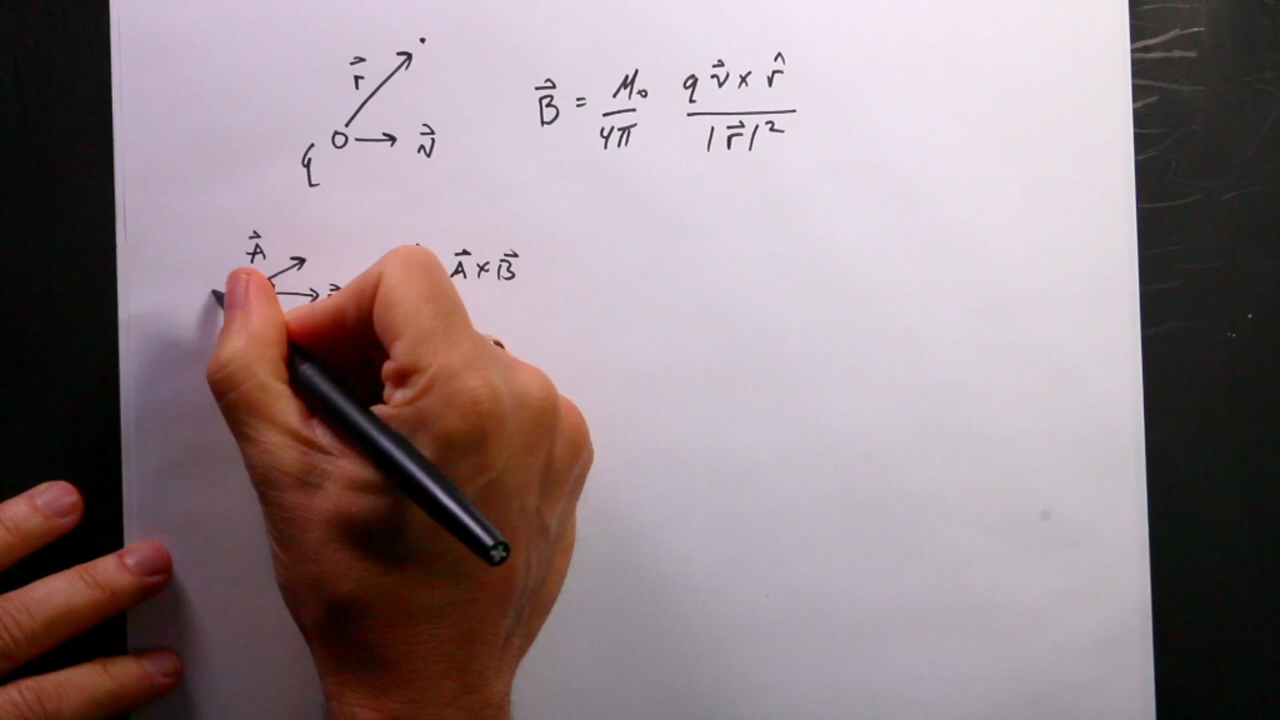 r⃗
B⃗ = μ₀/4π q v⃗ × r̂ / |r⃗|²
q v⃗
A⃗ A⃗ × B⃗